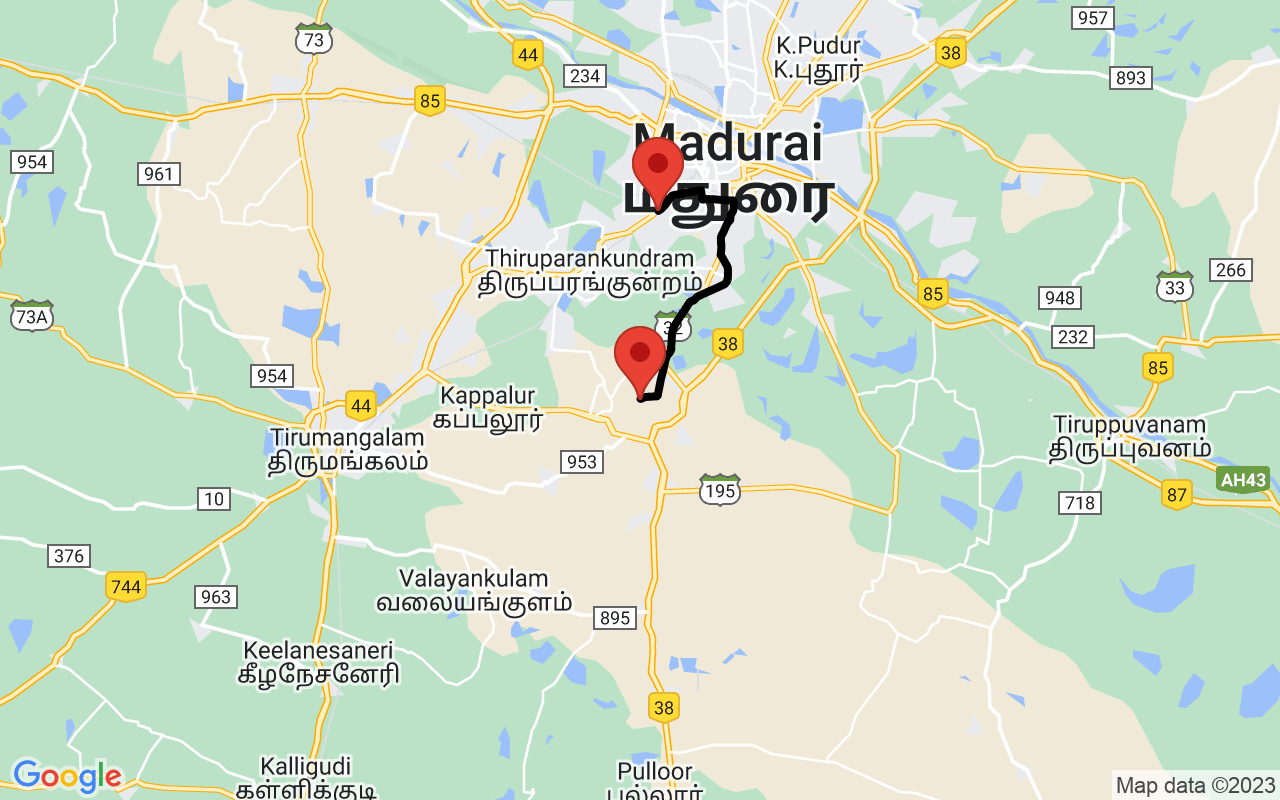 957
K.Pudur
K.புதூர்
73
44
38
234
893
85
Madurai
மதுரை
954
961
Thiruparankundram
திருப்பரங்குன்றம்
266
33
85
948
73A
32
232
38
85
954
Kappalur
கப்பலூர்
44
Tirumangalam
திருமங்கலம்
Tiruppuvanam
திருப்புவனம்
953
AH43
195
87
10
718
376
Valayankulam
வலையங்குளம்
744
963
895
Keelanesaneri
கீழநேசனேரி
38
Kalligudi
கள்ளிக்குடி
Pulloor
புல்லூர்
Google
Map data ©2023